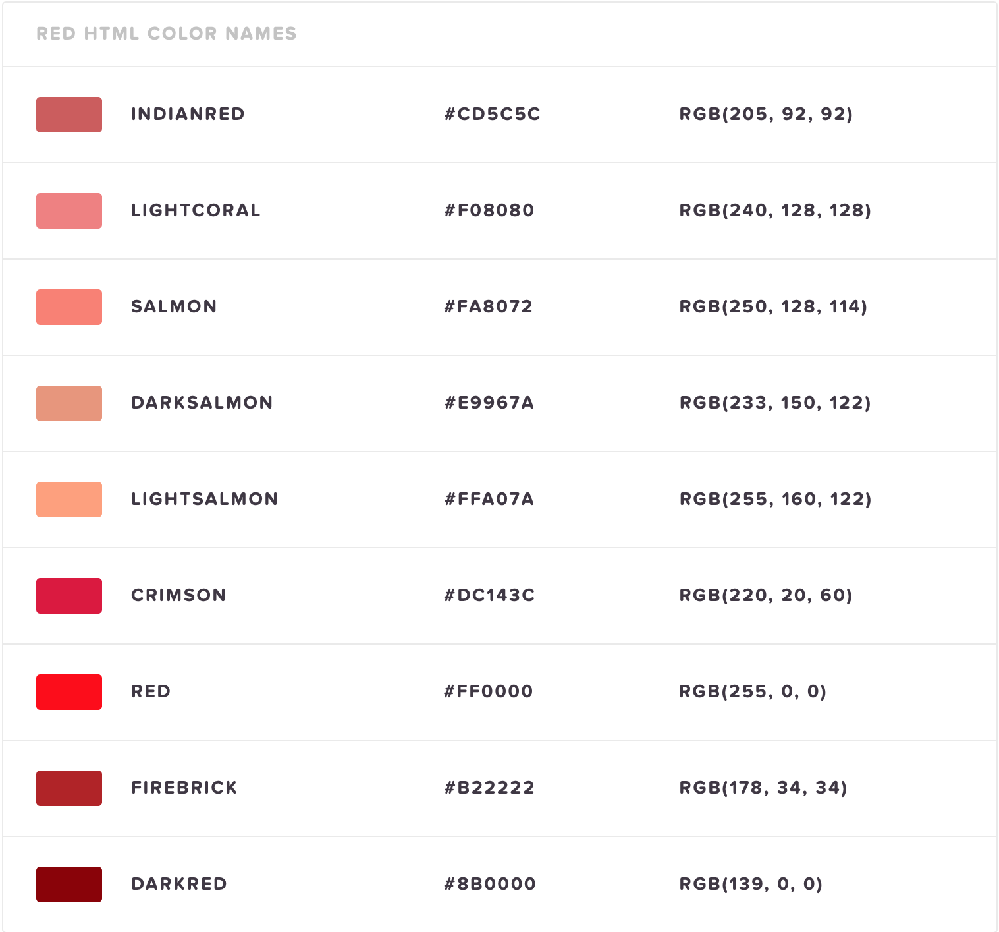 RED HTML COLOR NAMES
INDIANRED #CD5C5C RGB(205, 92, 92)
LIGHTCORAL #F08080 RGB(240, 128, 128)
SALMON #FA8072 RGB(250, 128, 114)
DARKSALMON #E9967A RGB(233, 150, 122)
LIGHTSALMON #FFA07A RGB(255, 160, 122)
CRIMSON #DC143C RGB(220, 20, 60)
RED #FF0000 RGB(255, 0, 0)
FIREBRICK #B22222 RGB(178, 34, 34)
DARKRED #8B0000 RGB(139, 0, 0)